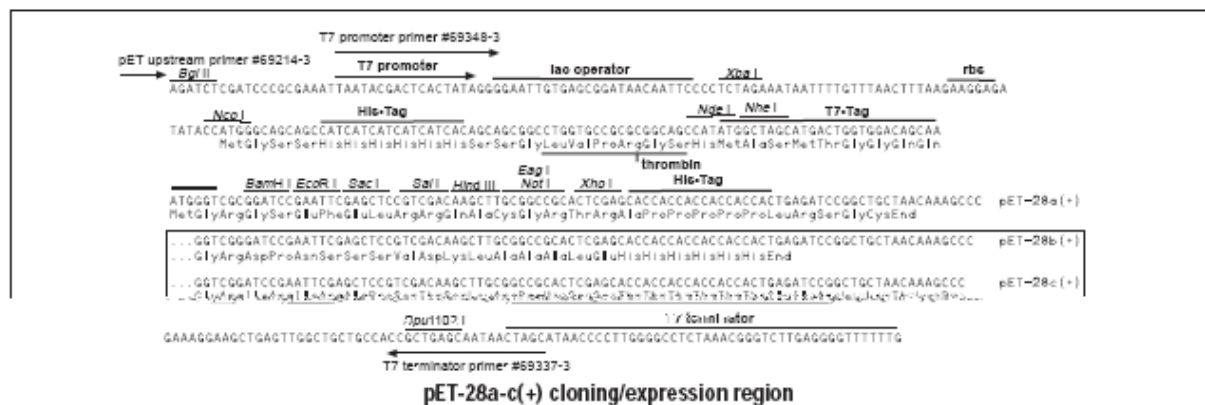 T7 promoter primer #69348-3
pET upstream primer #69214-3
Bgl II T7 promoter lac operator Xba I rbs
AGATCTCGATCCCGCGAAATTAATACGACTCACTATAGGGGAATTGTGAGCGGATAACAATTCCCCTCTAGAAATAATTTTGTTTAACTTTAAGAAGGAGA
Nco I His•Tag Nde I Nhe I T7•Tag
TATACCATGGGCAGCAGCCATCATCATCATCATCACAGCAGCGGCCTGGTGCCGCGCGGCAGCCATATGGCTAGCATGACTGGTGGACAGCAA
MetGlySerSerHisHisHisHisHisHisSerSerGlyLeuValProArgGlySerHisMetAlaSerMetThrGlyGlyGlnGln
thrombin
BamH I EcoR I Sac I Sal I Hind III Eag I Not I Xho I His•Tag
ATGGGTCGCGGATCCGAATTCGAGCTCCGTCGACAAGCTTGCGGCCGCACTCGAGCACCACCACCACCACCACTGAGATCCGGCTGCTAACAAAGCCC pET-28a(+)
MetGlyArgGlySerGluPheGluLeuArgArgGlnAlaCysGlyArgThrArgAlaProProProProProLeuArgSerGlyCysEnd
...GGTCGGGATCCGAATTCGAGCTCCGTCGACAAGCTTGCGGCCGCACTCGAGCACCACCACCACCACCACTGAGATCCGGCTGCTAACAAAGCCC pET-28b(+)
...GlyArgAspProAsnSerSerSerValAspLysLeuAlaAlaAlaLeuGluHisHisHisHisHisHisEnd
...GGTCGGATCCGAATTCGAGCTCCGTCGACAAGCTTGCGGCCGCACTCGAGCACCACCACCACCACCACTGAGATCCGGCTGCTAACAAAGCCC pET-28c(+)
Bpu1102 I T7 terminator
GAAAGGAAGCTGAGTTGGCTGCTGCCACCGCTGAGCAATAACTAGCATAACCCCTTGGGGCCTCTAAACGGGTCTTGAGGGGTTTTTTG
T7 terminator primer #69337-3
pET-28a-c(+) cloning/expression region